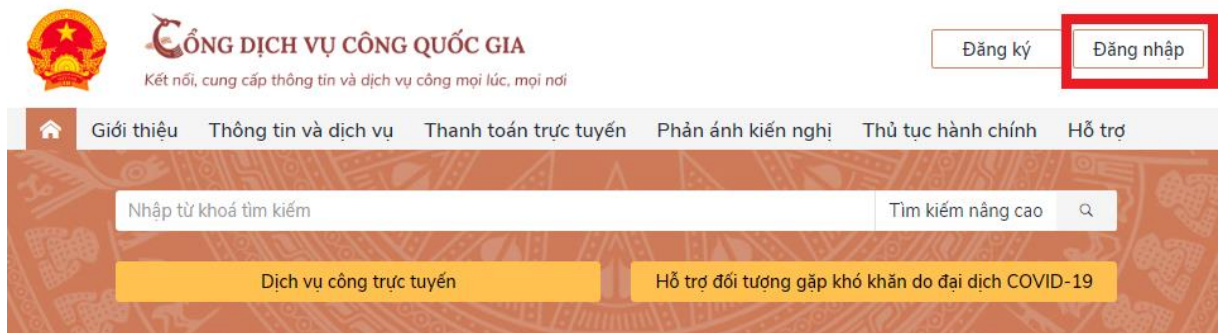 CỔNG DỊCH VỤ CÔNG QUỐC GIA
Kết nối, cung cấp thông tin và dịch vụ công mọi lúc, mọi nơi
Đăng ký
Đăng nhập
Giới thiệu
Thông tin và dịch vụ
Thanh toán trực tuyến
Phản ánh kiến nghị
Thủ tục hành chính
Hỗ trợ
Nhập từ khoá tìm kiếm
Tìm kiếm nâng cao
Dịch vụ công trực tuyến
Hỗ trợ đối tượng gặp khó khăn do đại dịch COVID-19